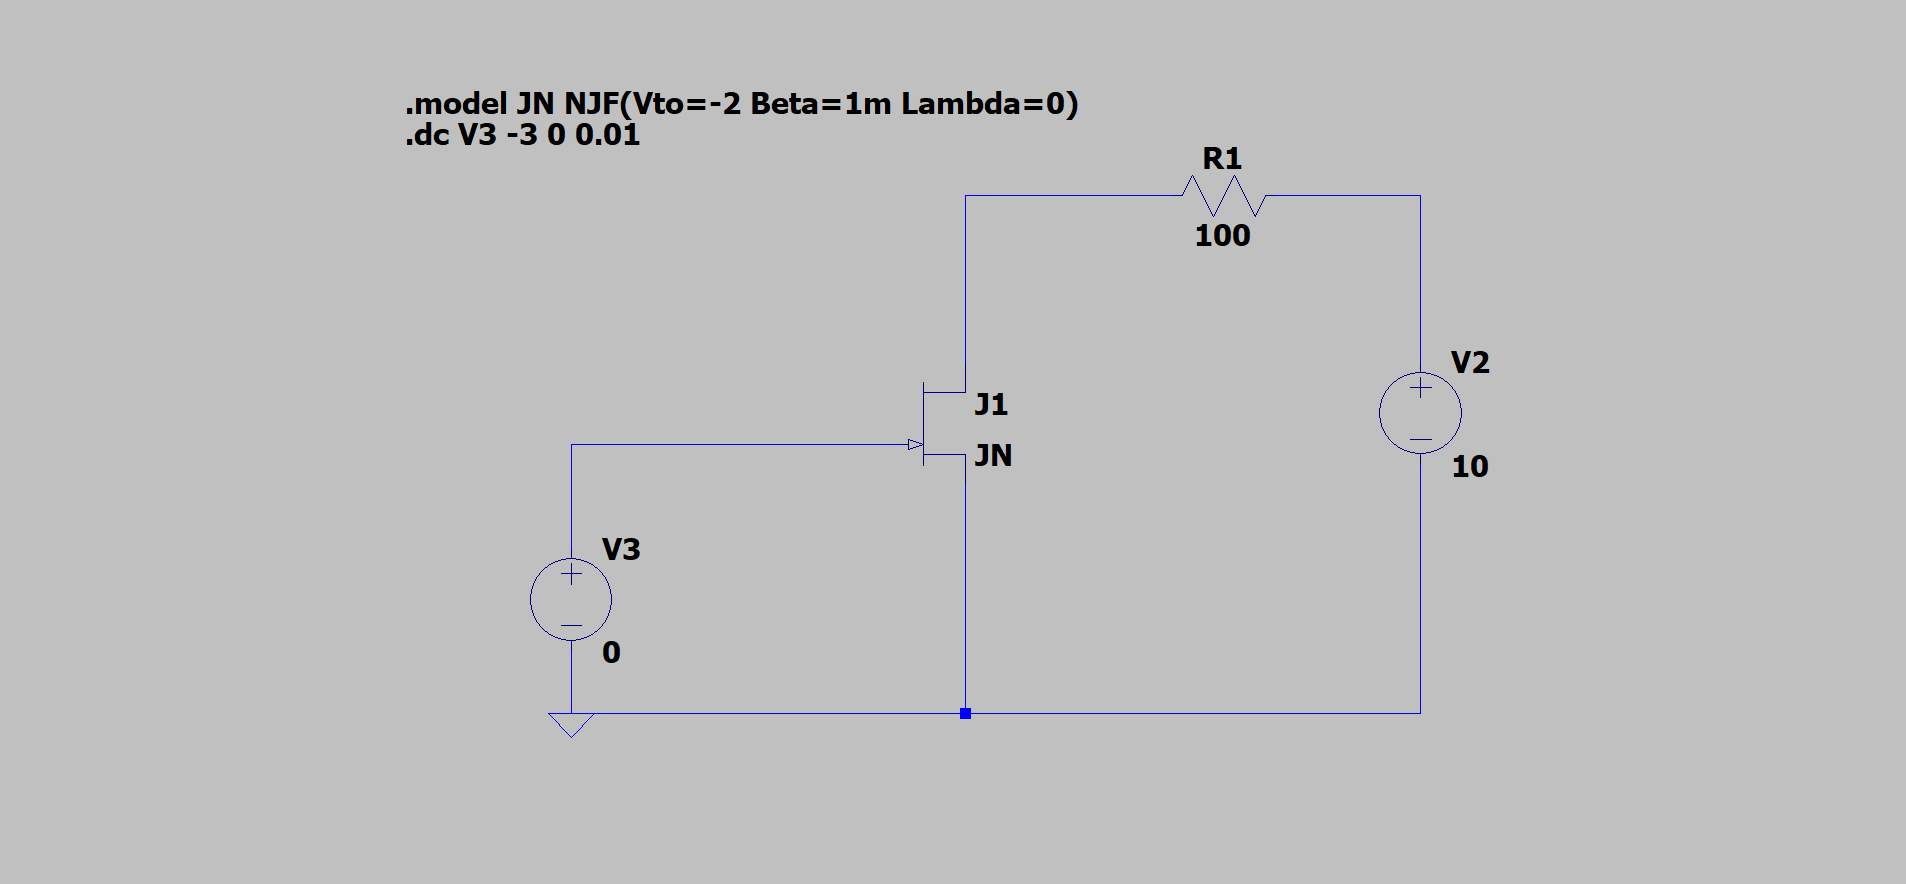 .model JN NJF(Vto=-2 Beta=1m Lambda=0)
.dc V3 -3 0 0.01
R1
100
V2
10
J1
JN
V3
0